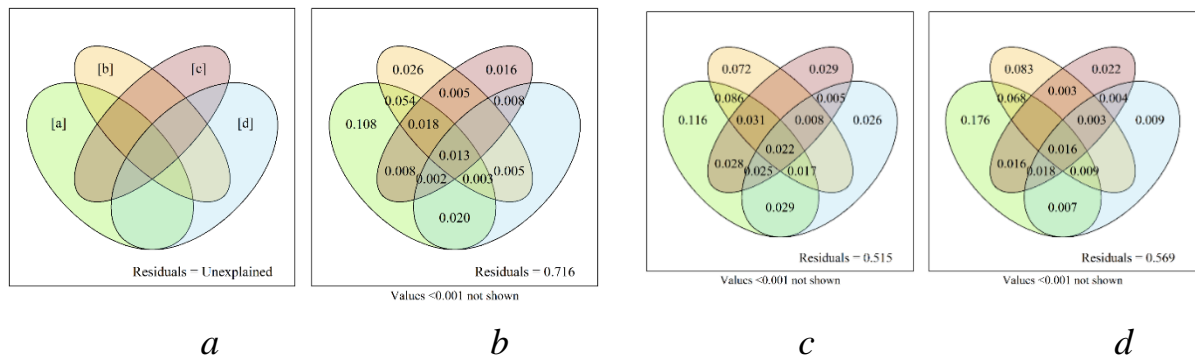 [b] [c]
[a] [d]
Residuals = Unexplained
0.026 0.016
0.054 0.005 0.008
0.108 0.018
0.013
0.008 0.002 0.003 0.005
0.020
Residuals = 0.716
Values <0.001 not shown
0.072 0.029
0.086 0.005
0.116 0.031 0.008 0.026
0.022
0.028 0.025 0.017
0.029
Residuals = 0.515
Values <0.001 not shown
0.083 0.022
0.068 0.003 0.004
0.176 0.003 0.009
0.016
0.016 0.018 0.009
0.007
Residuals = 0.569
Values <0.001 not shown
a b c d